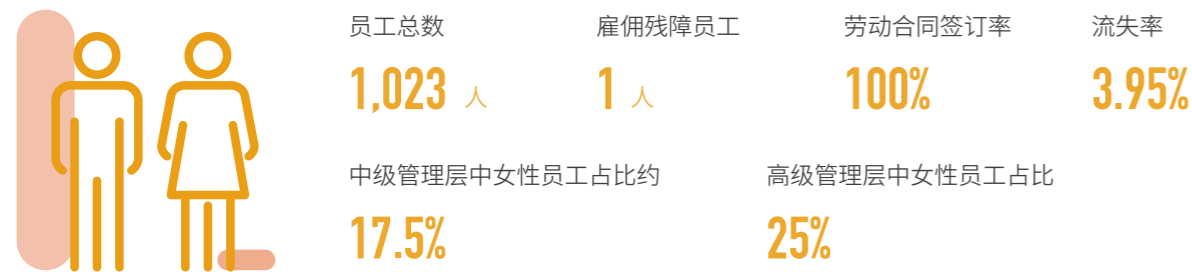 员工总数 雇佣残障员工 劳动合同签订率 流失率
1,023 人 1 人 100% 3.95%
中级管理层中女性员工占比约 高级管理层中女性员工占比
17.5% 25%